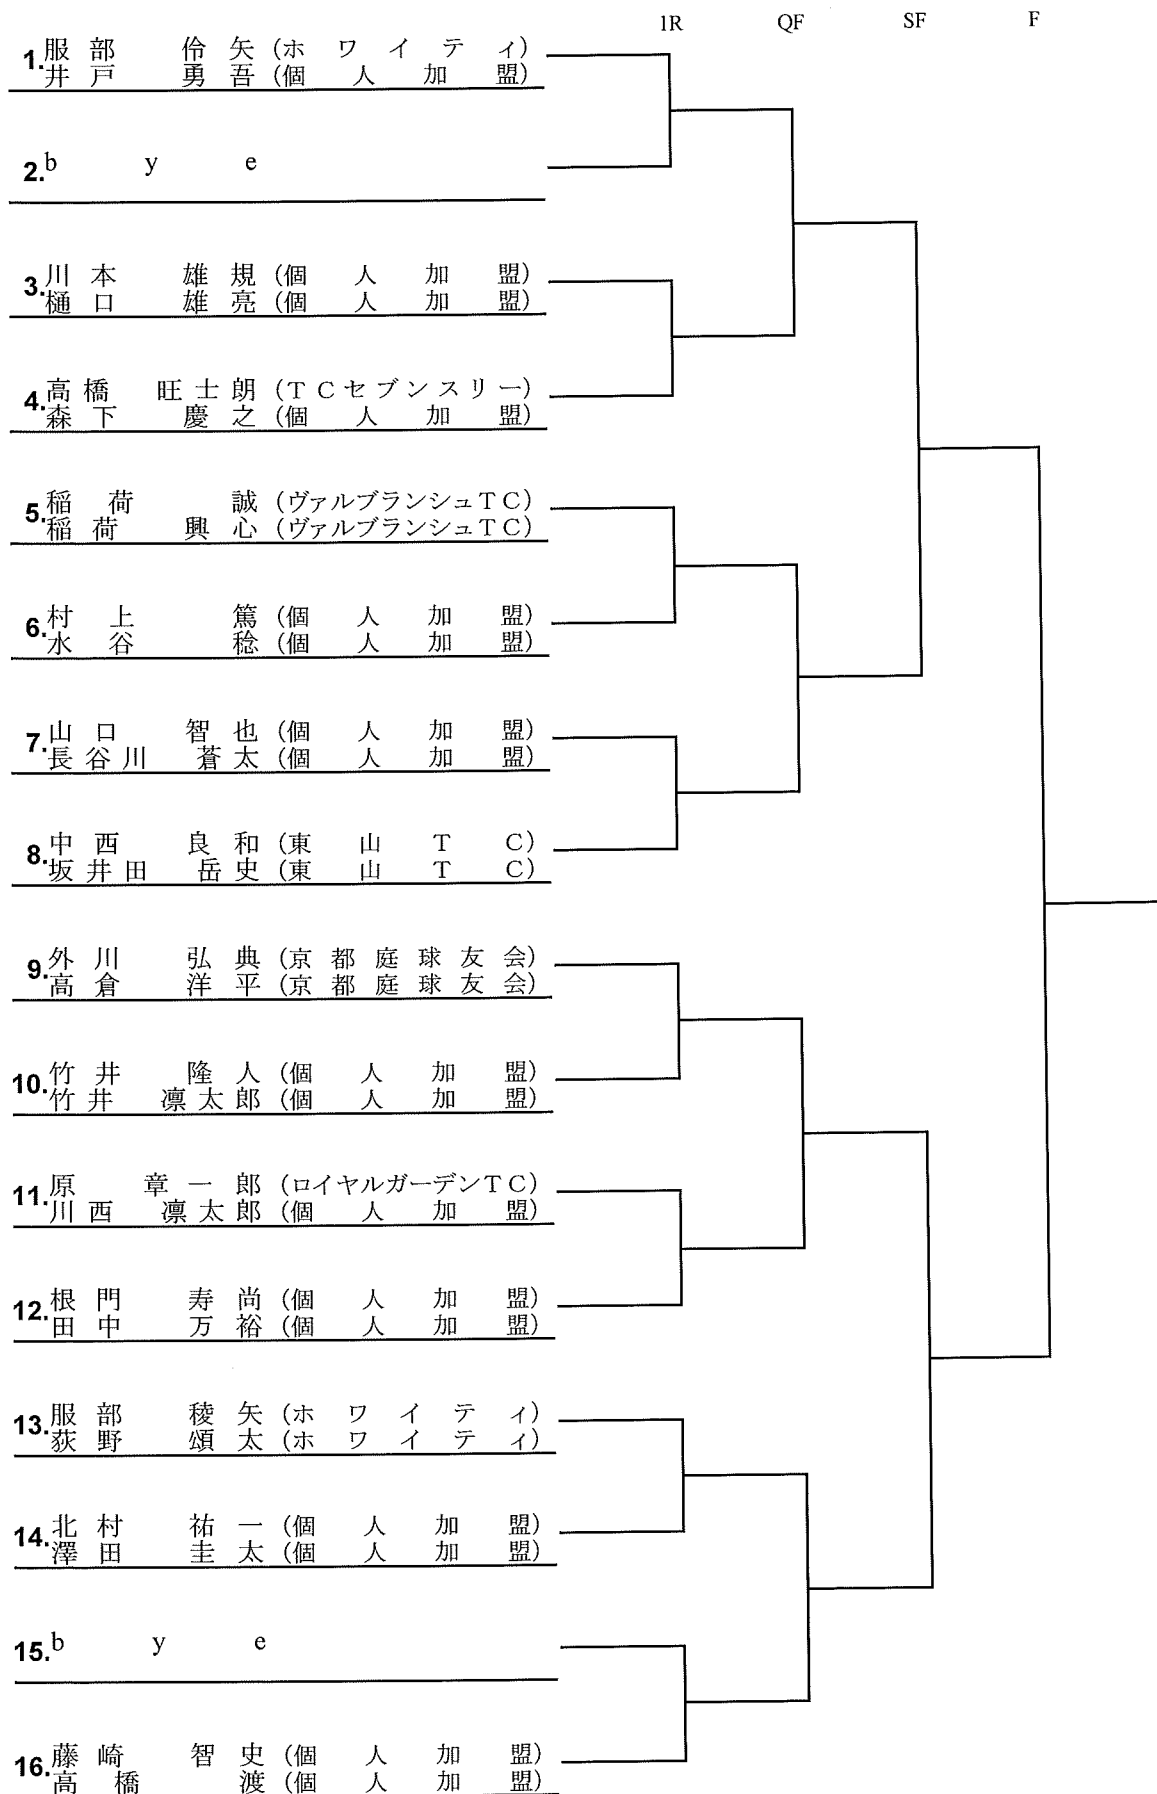 1R QF SF F
1. 服部 伶矢 (ホワイティ)
井戸 勇吾 (個人加盟)
2. bye
3. 川本 雄規 (個人加盟)
樋口 雄亮 (個人加盟)
4. 高橋 旺士朗 (TCセブンスリー)
森下 慶之 (個人加盟)
5. 稲荷 誠 (ヴァルブランシュTC)
稲荷 興心 (ヴァルブランシュTC)
6. 村上 篤 (個人加盟)
水谷 稔 (個人加盟)
7. 山口 智也 (個人加盟)
長谷川 蒼太 (個人加盟)
8. 中西 良和 (東山TC)
坂井田 岳史 (東山TC)
9. 外川 弘典 (京都庭球友会)
高倉 洋平 (京都庭球友会)
10. 竹井 隆人 (個人加盟)
竹井 凛太郎 (個人加盟)
11. 原 章一郎 (ロイヤルガーデンTC)
川西 凛太郎 (個人加盟)
12. 根門 寿尚 (個人加盟)
田中 万裕 (個人加盟)
13. 服部 稜矢 (ホワイティ)
荻野 頌太 (ホワイティ)
14. 北村 祐一 (個人加盟)
澤田 圭太 (個人加盟)
15. bye
16. 藤崎 智史 (個人加盟)
高橋 渡 (個人加盟)